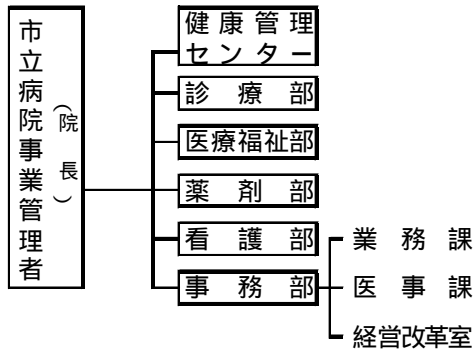 市立病院事業管理者
（院長）
健康管理
センター
診療部
医療福祉部
薬剤部
看護部
事務部
業務課
医事課
経営改革室